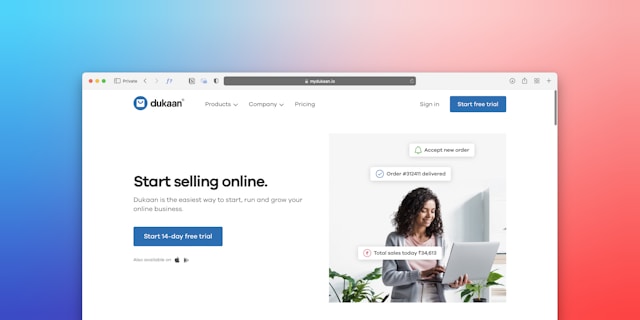 Private
mydukaan.io
dukaan®
Products
Company
Pricing
Sign in
Start free trial
Accept new order
Order #312411 delivered
Start selling online.
Dukaan is the easiest way to start, run and grow your
online business.
Start 14-day free trial
Total sales today ₹34,613
Also available on